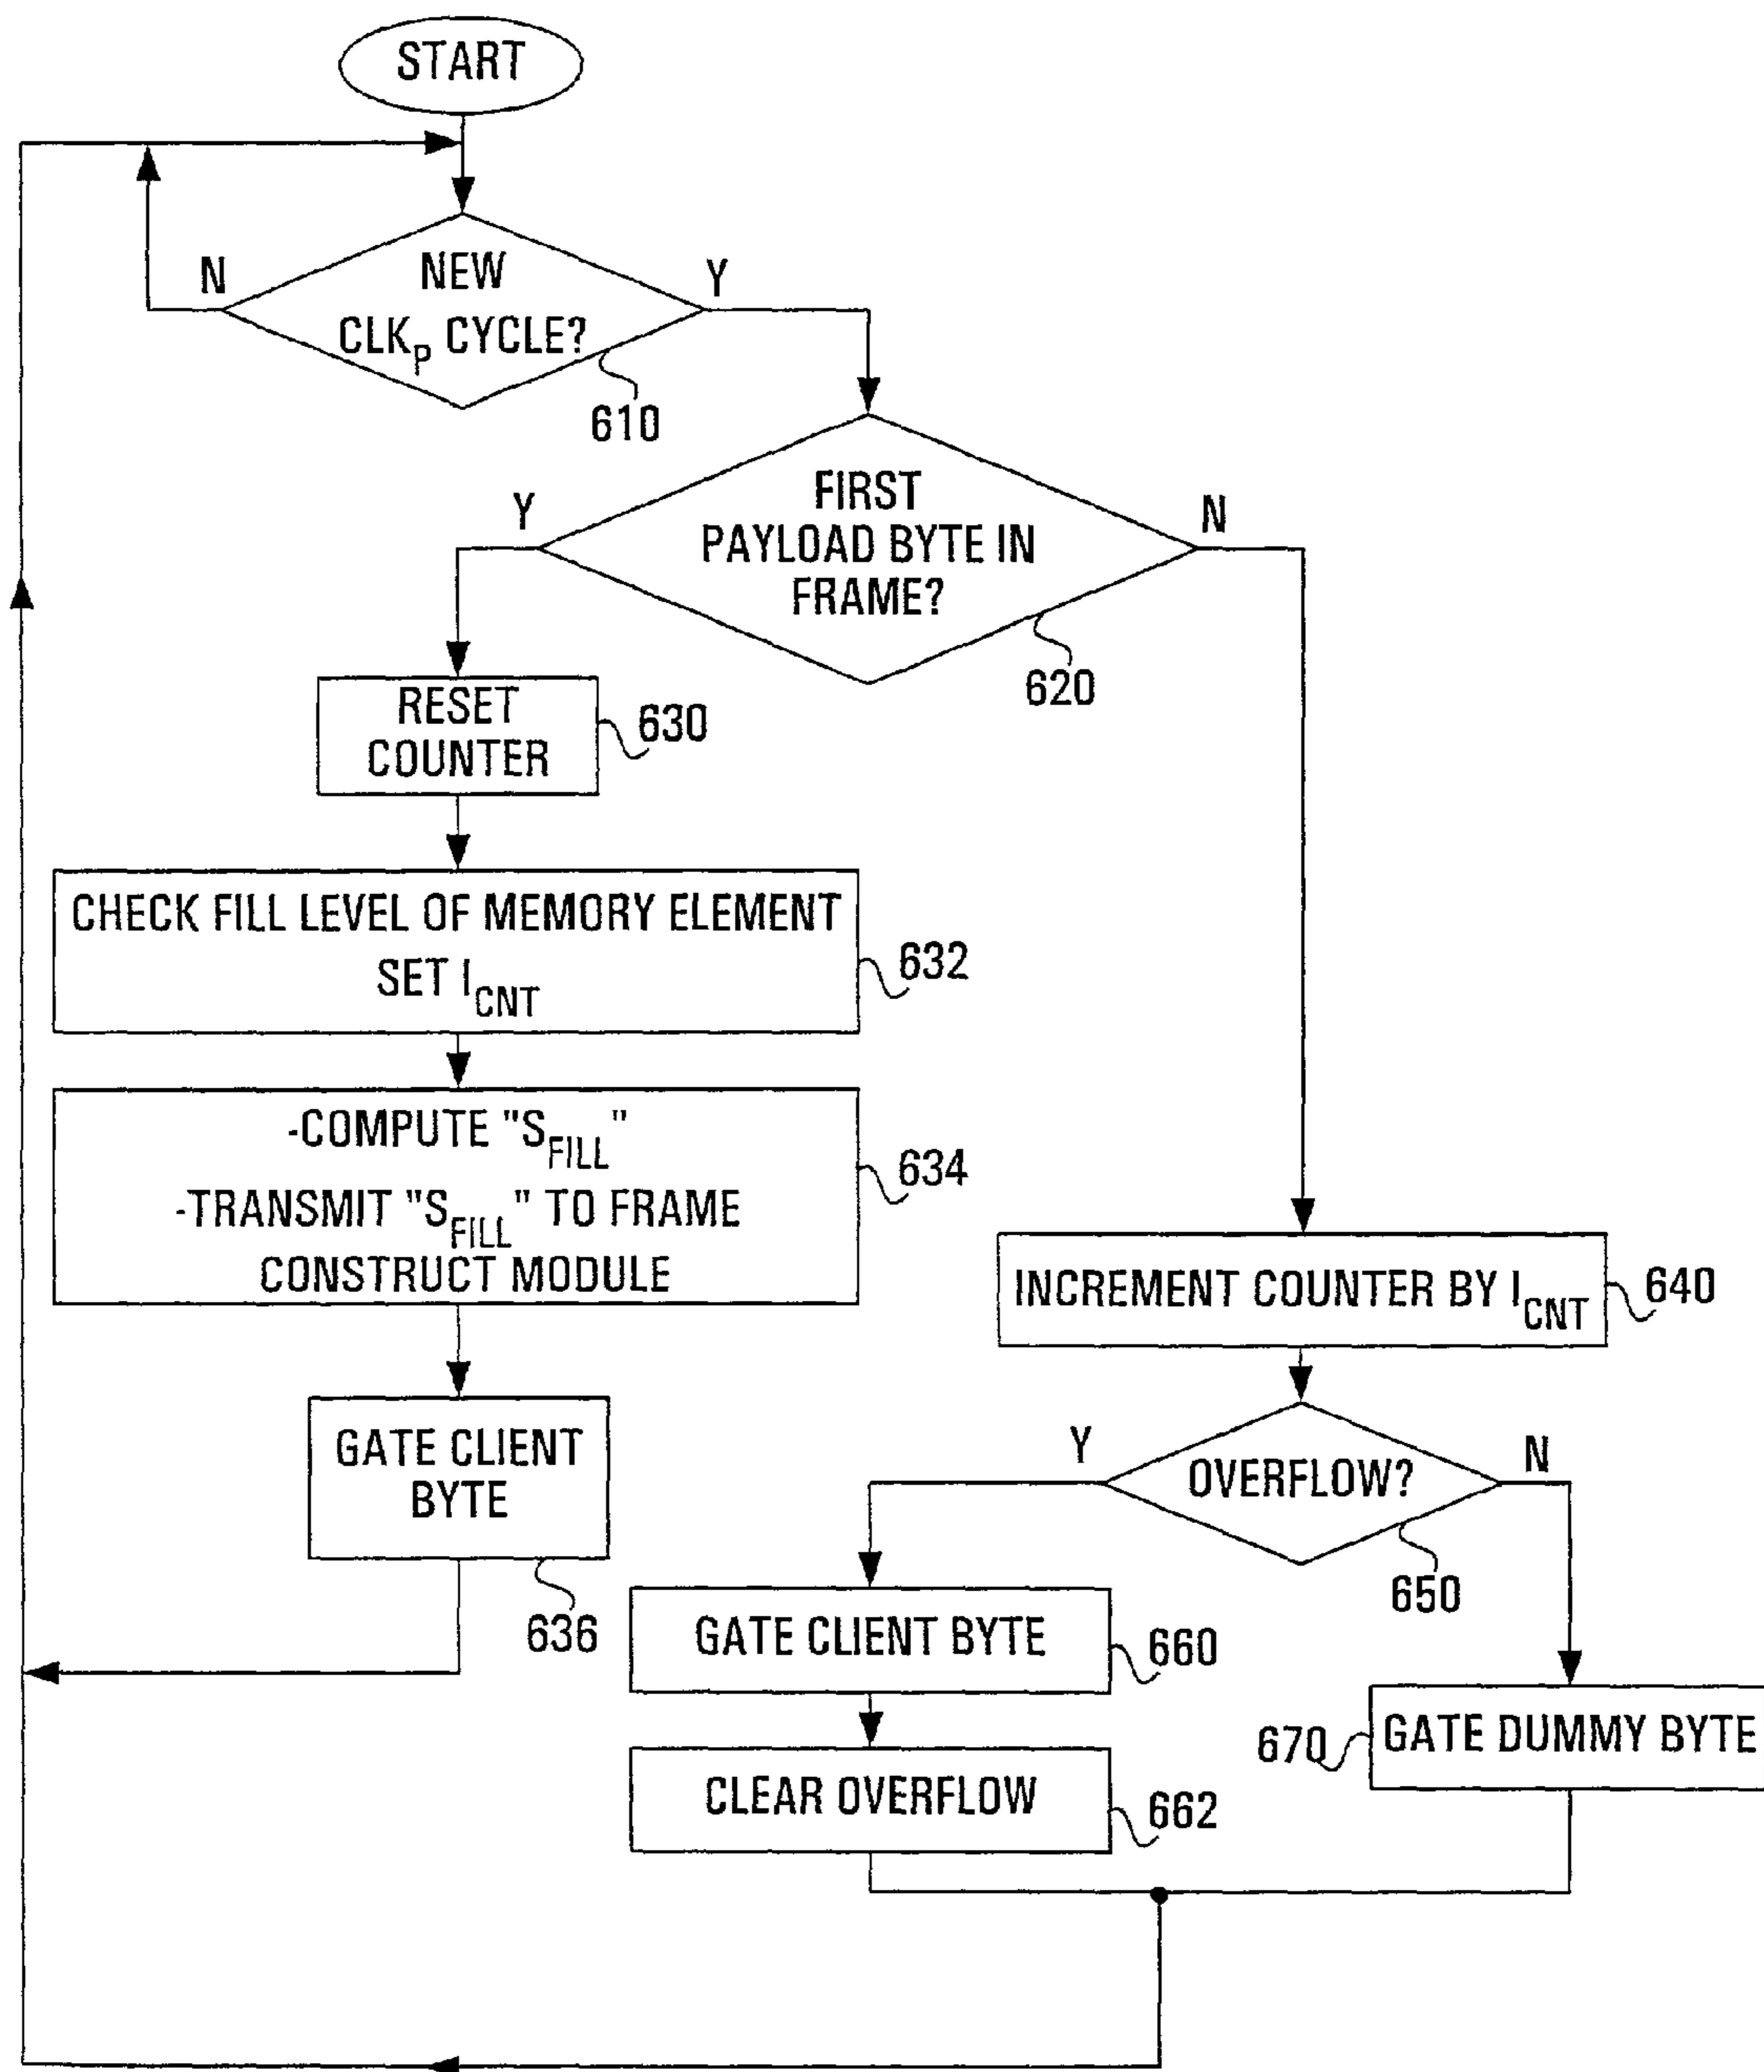 START
NEW
CLKP CYCLE?
N
Y
610
FIRST
PAYLOAD BYTE IN
FRAME?
Y
N
620
RESET
COUNTER
630
CHECK FILL LEVEL OF MEMORY ELEMENT
SET ICNT
632
-COMPUTE "SFILL"
-TRANSMIT "SFILL" TO FRAME
CONSTRUCT MODULE
634
GATE CLIENT
BYTE
636
INCREMENT COUNTER BY ICNT
640
OVERFLOW?
Y
N
650
GATE CLIENT BYTE
660
CLEAR OVERFLOW
662
670
GATE DUMMY BYTE